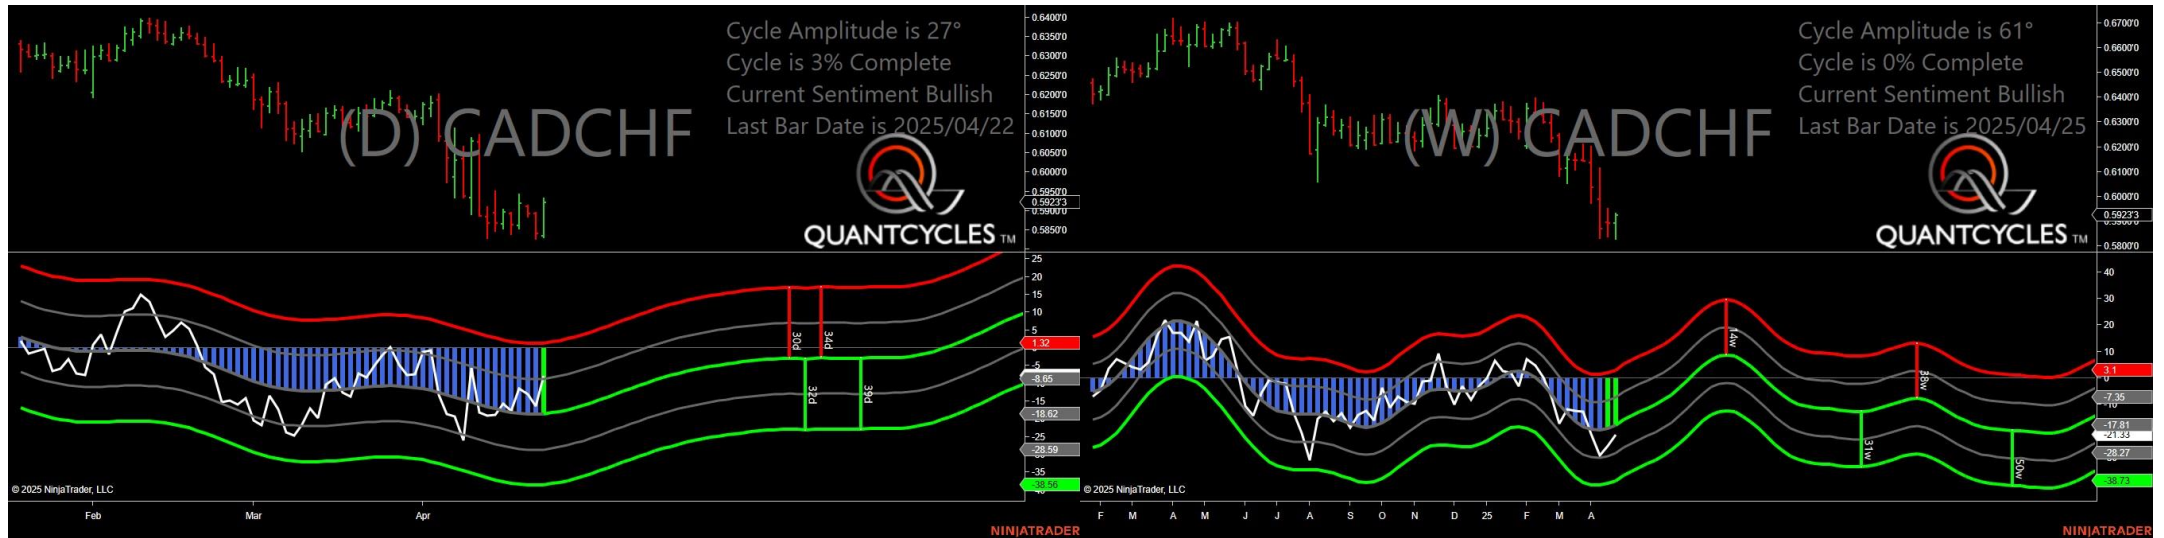 Cycle Amplitude is 27°
Cycle is 3% Complete
Current Sentiment Bullish
Last Bar Date is 2025/04/22
(D) CADCHF
QUANTCYCLES TM
0.6400'0
0.6350'0
0.6300'0
0.6250'0
0.6200'0
0.6150'0
0.6100'0
0.6050'0
0.6000'0
0.5950'0
0.5923'3
0.5900'0
0.5850'0
25
20
15
10
5
1.32
-5
-8.65
-15
-18.62
-25
-28.59
-35
-38.56
30d
34d
32d
39d
© 2025 NinjaTrader, LLC
Feb
Mar
Apr
NINJATRADER
Cycle Amplitude is 61°
Cycle is 0% Complete
Current Sentiment Bullish
Last Bar Date is 2025/04/25
(W) CADCHF
QUANTCYCLES TM
0.6700'0
0.6600'0
0.6500'0
0.6400'0
0.6300'0
0.6200'0
0.6100'0
0.6000'0
0.5923'3
0.5800'0
40
30
20
10
3.1
0
-7.35
-17.81
-21.33
-28.27
-38.73
14w
38w
31w
50w
© 2025 NinjaTrader, LLC
F
M
A
M
J
J
A
S
O
N
D
25
F
M
A
NINJATRADER